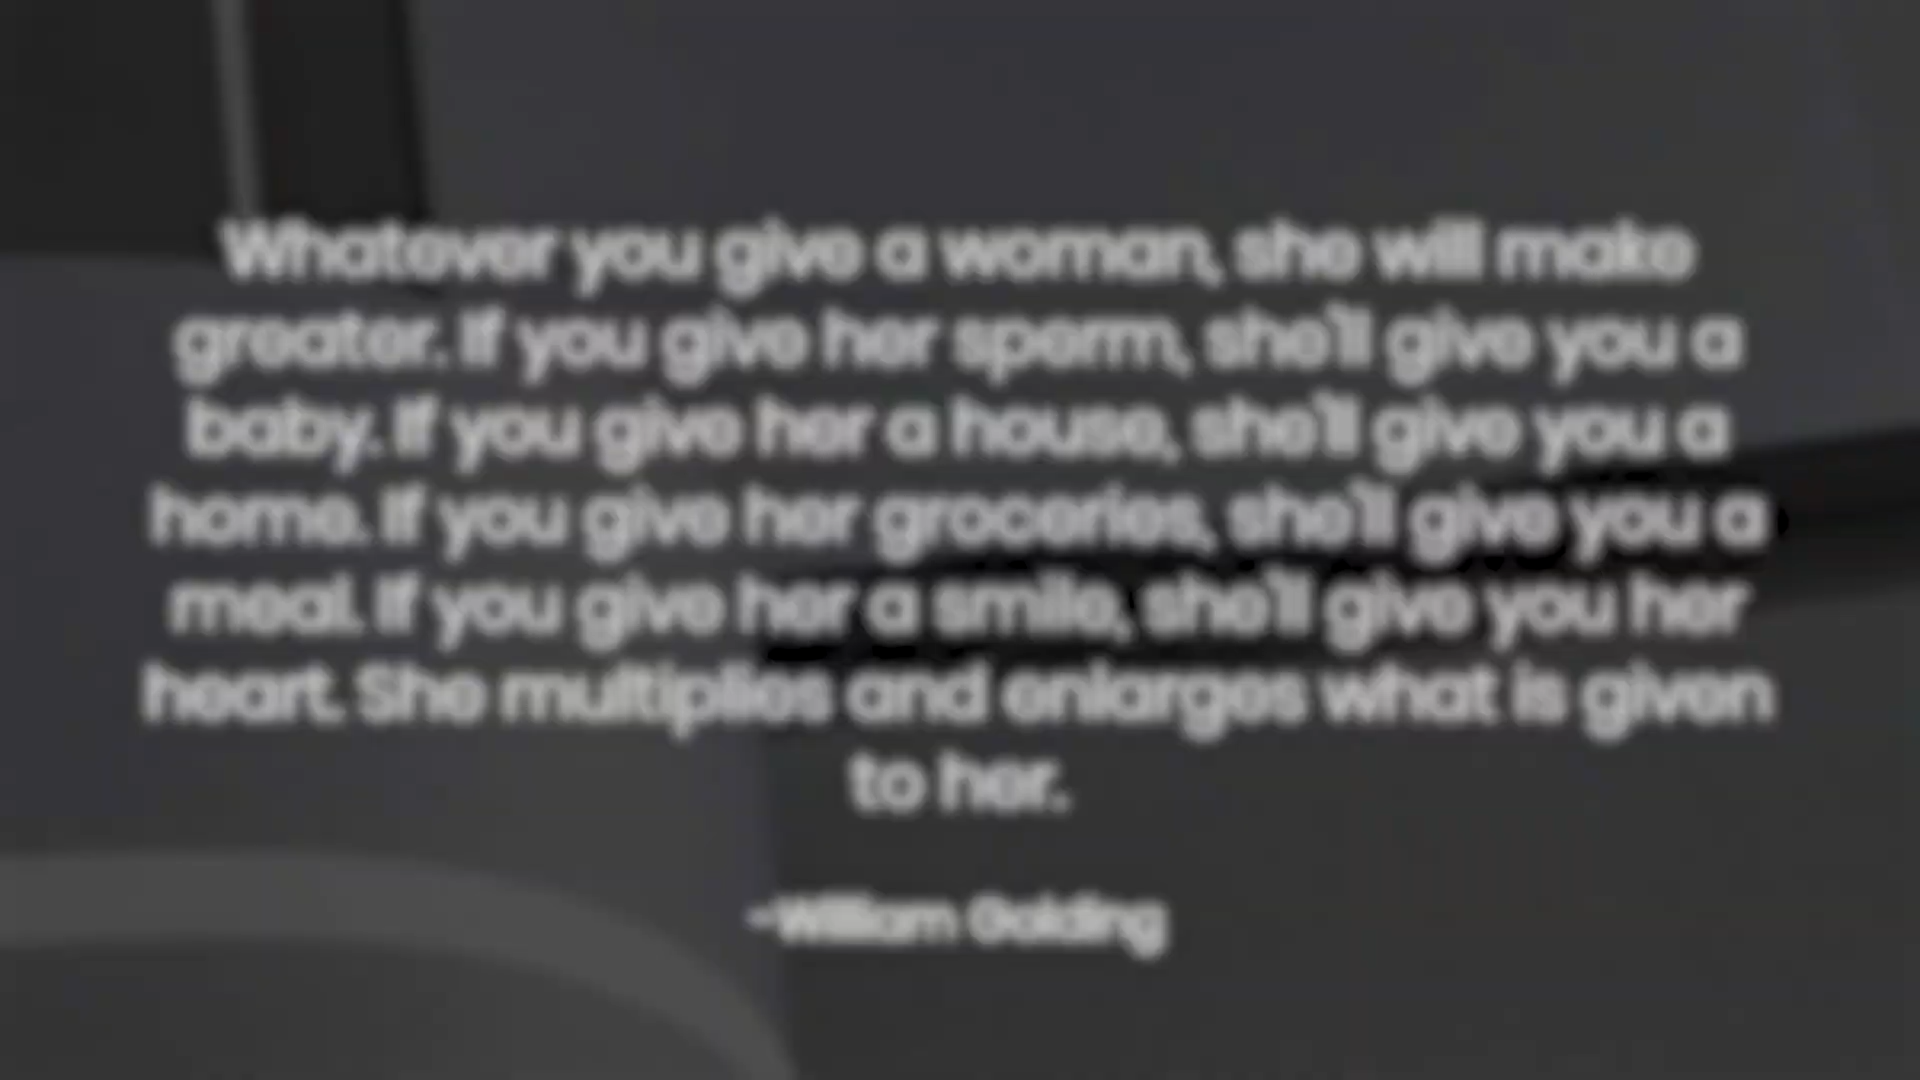 Whatever you give a woman, she will make
greater. If you give her sperm, she'll give you a
baby. If you give her a house, she'll give you a
home. If you give her groceries, she'll give you a
meal. If you give her a smile, she'll give you her
heart. She multiplies and enlarges what is given
to her.
-William Golding